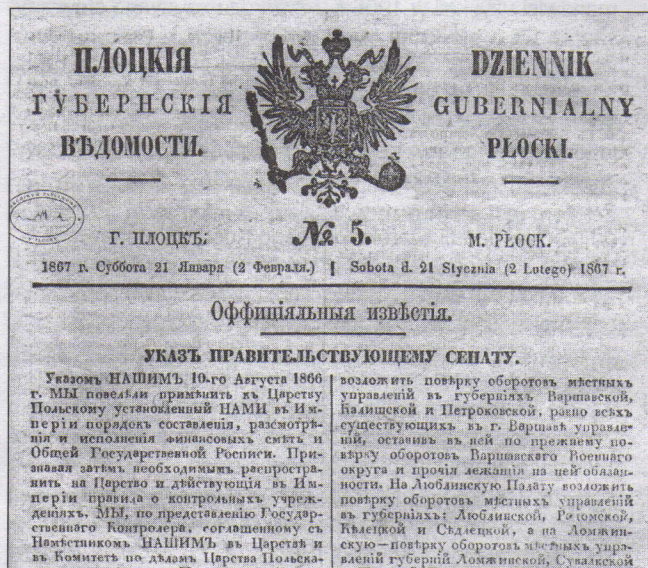 ПЛОЦКІЯ
ГУБЕРНСКІЯ
ВѢДОМОСТИ.
DZIENNIK
GUBERNIALNY
PŁOCKI.
Г. ПЛОЦКЪ.
№ 5.
M. PŁOCK.
1867 г. Суббота 21 Января (2 Февраля.) | Sobota d. 21 Stycznia (2 Lutego) 1867 r.
Оффиціяльныя извѣстія.
УКАЗЪ ПРАВИТЕЛЬСТВУЮЩЕМУ СЕНАТУ.
Указомъ НАШИМЪ 10-го Августа 1866
г. МЫ повелѣли примѣнить къ Царству
Польскому установленный НАМИ въ Им-
періи порядокъ составленія, разсмотрѣ-
нія и исполненія финансовыхъ смѣтъ и
Общей Государственной Росписи. При-
знавая затѣмъ необходимымъ распростра-
нить на Царство и дѣйствующія въ Им-
періи правила о контрольныхъ учреж-
деніяхъ, МЫ, по представленію Государ-
ственнаго Контролера, соглашенному съ
Намѣстникомъ НАШИМЪ въ Царствѣ и
въ Комитетѣ по дѣламъ Царства Польска-
возложить повѣрку оборотовъ мѣстныхъ
управленій въ губерніяхъ Варшавской,
Калишской и Петроковской, равно всѣхъ
существующихъ въ г. Варшавѣ управле-
ній, оставивъ въ ней по прежнему по-
вѣрку оборотовъ Варшавскаго Военнаго
округа и прочія лежащія на ней обязан-
ности. На Люблинскую Палату возложить
повѣрку оборотовъ мѣстныхъ управленій
въ губерніяхъ: Люблинской, Радомской,
Кѣлецкой и Сѣдлецкой, а на Ломжин-
скую—повѣрку оборотовъ мѣстныхъ упра-
вленій губерній Ломжинской, Сувалкской